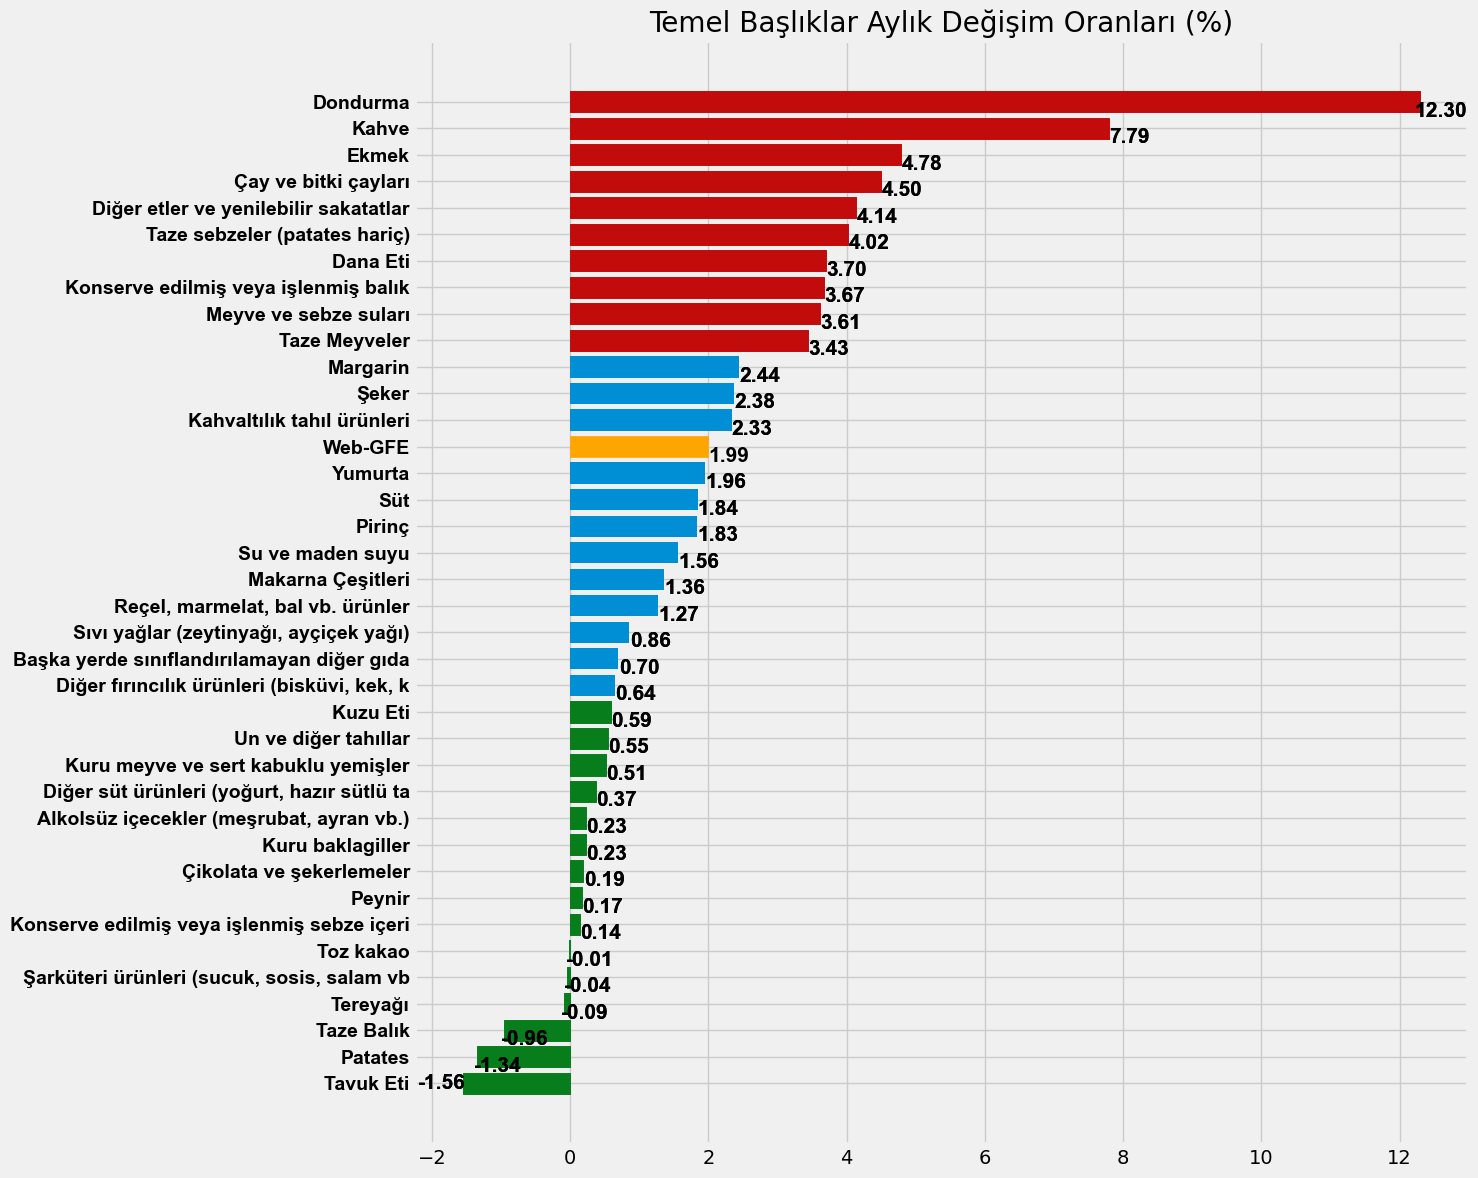 Temel Başlıklar Aylık Değişim Oranları (%)
Dondurma 12.30
Kahve 7.79
Ekmek 4.78
Çay ve bitki çayları 4.50
Diğer etler ve yenilebilir sakatatlar 4.14
Taze sebzeler (patates hariç) 4.02
Dana Eti 3.70
Konserve edilmiş veya işlenmiş balık 3.67
Meyve ve sebze suları 3.61
Taze Meyveler 3.43
Margarin 2.44
Şeker 2.38
Kahvaltılık tahıl ürünleri 2.33
Web-GFE 1.99
Yumurta 1.96
Süt 1.84
Pirinç 1.83
Su ve maden suyu 1.56
Makarna Çeşitleri 1.36
Reçel, marmelat, bal vb. ürünler 1.27
Sıvı yağlar (zeytinyağı, ayçiçek yağı) 0.86
Başka yerde sınıflandırılamayan diğer gıda 0.70
Diğer fırıncılık ürünleri (bisküvi, kek, k 0.64
Kuzu Eti 0.59
Un ve diğer tahıllar 0.55
Kuru meyve ve sert kabuklu yemişler 0.51
Diğer süt ürünleri (yoğurt, hazır sütlü ta 0.37
Alkolsüz içecekler (meşrubat, ayran vb.) 0.23
Kuru baklagiller 0.23
Çikolata ve şekerlemeler 0.19
Peynir 0.17
Konserve edilmiş veya işlenmiş sebze içeri 0.14
Toz kakao -0.01
Şarküteri ürünleri (sucuk, sosis, salam vb -0.04
Tereyağı -0.09
Taze Balık -0.96
Patates -1.34
Tavuk Eti -1.56
−2 0 2 4 6 8 10 12